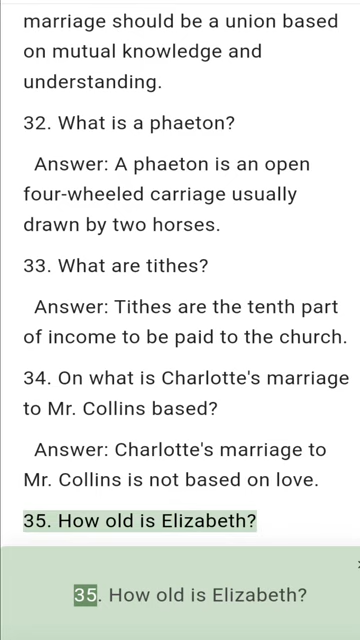 marriage should be a union based
on mutual knowledge and
understanding.
32. What is a phaeton?
Answer: A phaeton is an open
four-wheeled carriage usually
drawn by two horses.
33. What are tithes?
Answer: Tithes are the tenth part
of income to be paid to the church.
34. On what is Charlotte's marriage
to Mr. Collins based?
Answer: Charlotte's marriage to
Mr. Collins is not based on love.
35. How old is Elizabeth?
35. How old is Elizabeth?